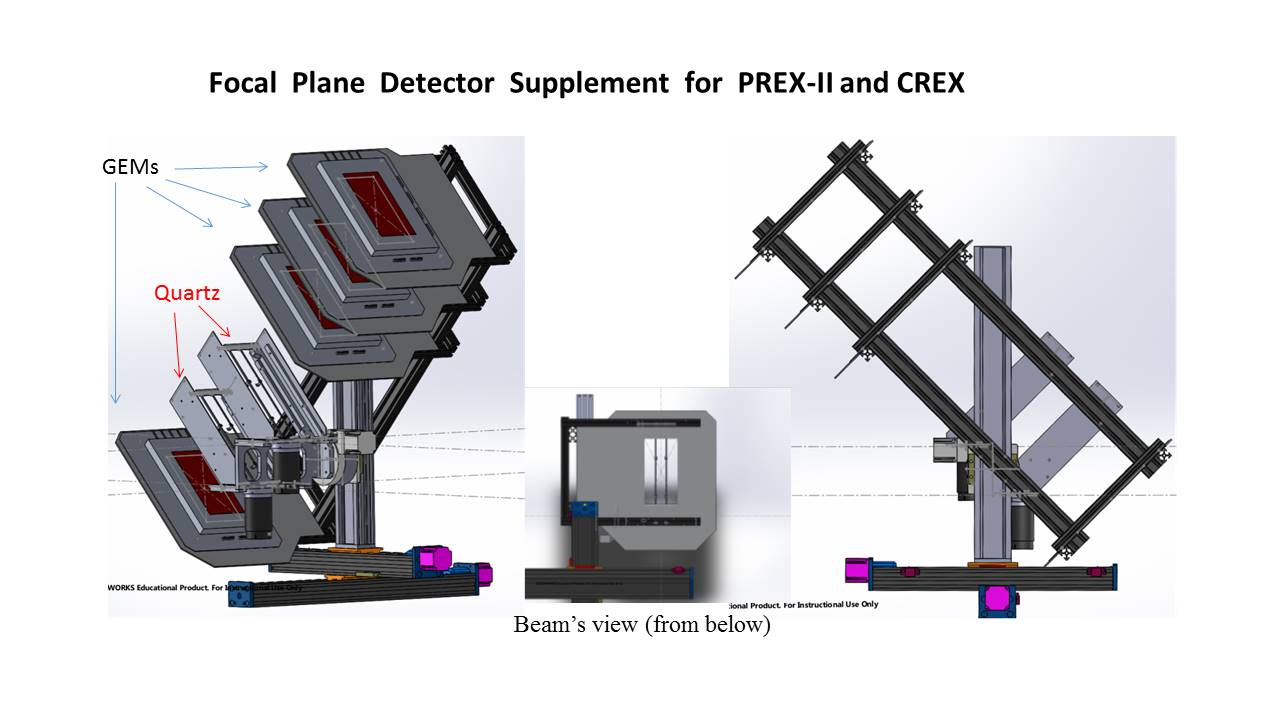 Focal Plane Detector Supplement for PREX-II and CREX
GEMs
Quartz
WORKS Educational Product. For Instructional Use Only
tional Product. For Instructional Use Only
Beam's view (from below)